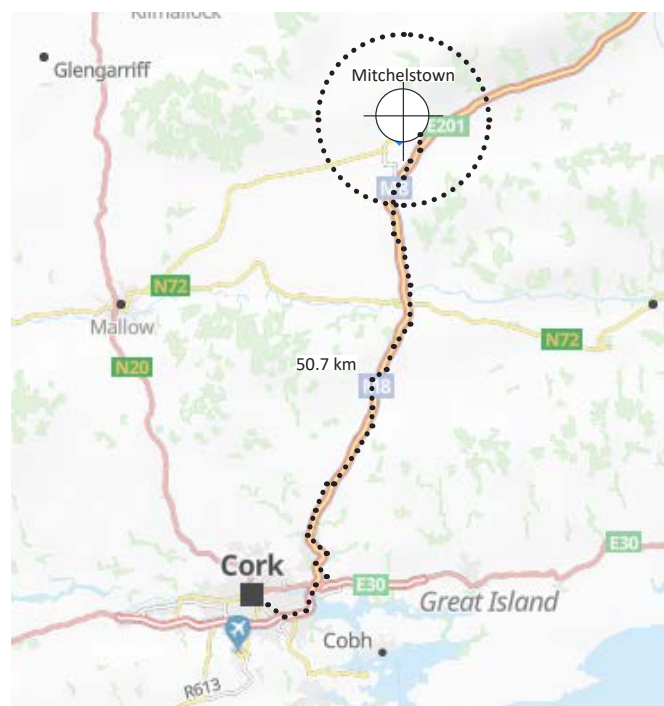 Kilmallock
Glengarriff
Mitchelstown
E201
M8
N72
Mallow
N72
N20
50.7 km
M8
Cork
E30
E30
Great Island
Cobh
R613